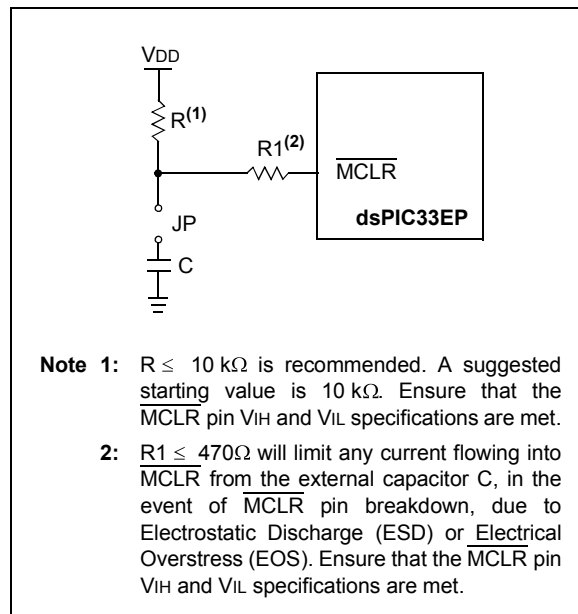 VDD
R(1)
R1(2)
MCLR
dsPIC33EP
JP
C
Note 1: R ≤ 10 kΩ is recommended. A suggested
starting value is 10 kΩ. Ensure that the
MCLR pin VIH and VIL specifications are met.
2: R1 ≤ 470Ω will limit any current flowing into
MCLR from the external capacitor C, in the
event of MCLR pin breakdown, due to
Electrostatic Discharge (ESD) or Electrical
Overstress (EOS). Ensure that the MCLR pin
VIH and VIL specifications are met.